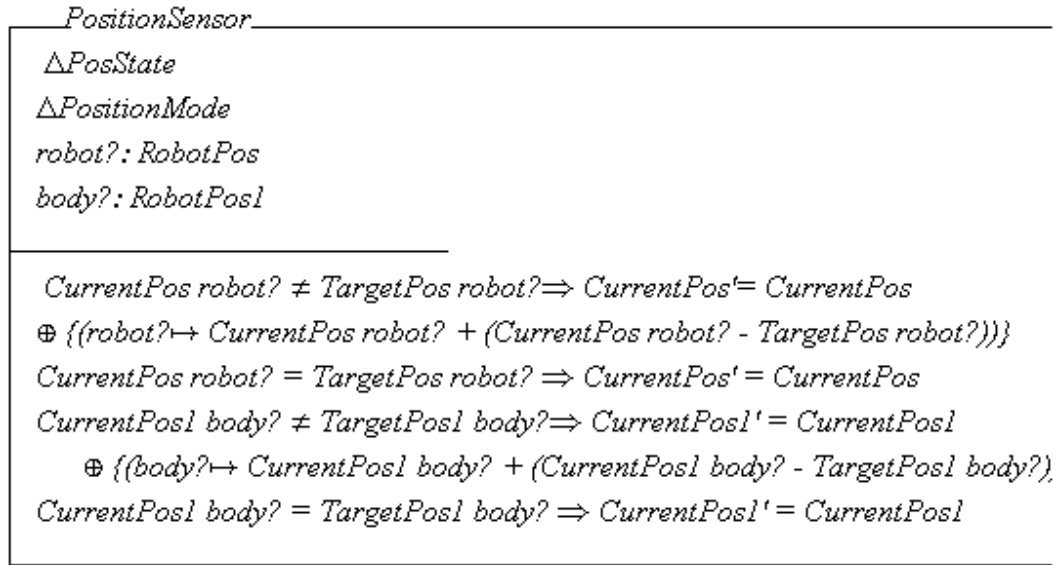 PositionSensor
△PosState
△PositionMode
robot?: RobotPos
body?: RobotPos1
CurrentPos robot? ≠ TargetPos robot?⇒ CurrentPos'= CurrentPos
⊕ {(robot?↦ CurrentPos robot? + (CurrentPos robot? - TargetPos robot?))}
CurrentPos robot? = TargetPos robot? ⇒ CurrentPos' = CurrentPos
CurrentPos1 body? ≠ TargetPos1 body?⇒ CurrentPos1' = CurrentPos1
⊕ {(body?↦ CurrentPos1 body? + (CurrentPos1 body? - TargetPos1 body?)
CurrentPos1 body? = TargetPos1 body? ⇒ CurrentPos1' = CurrentPos1